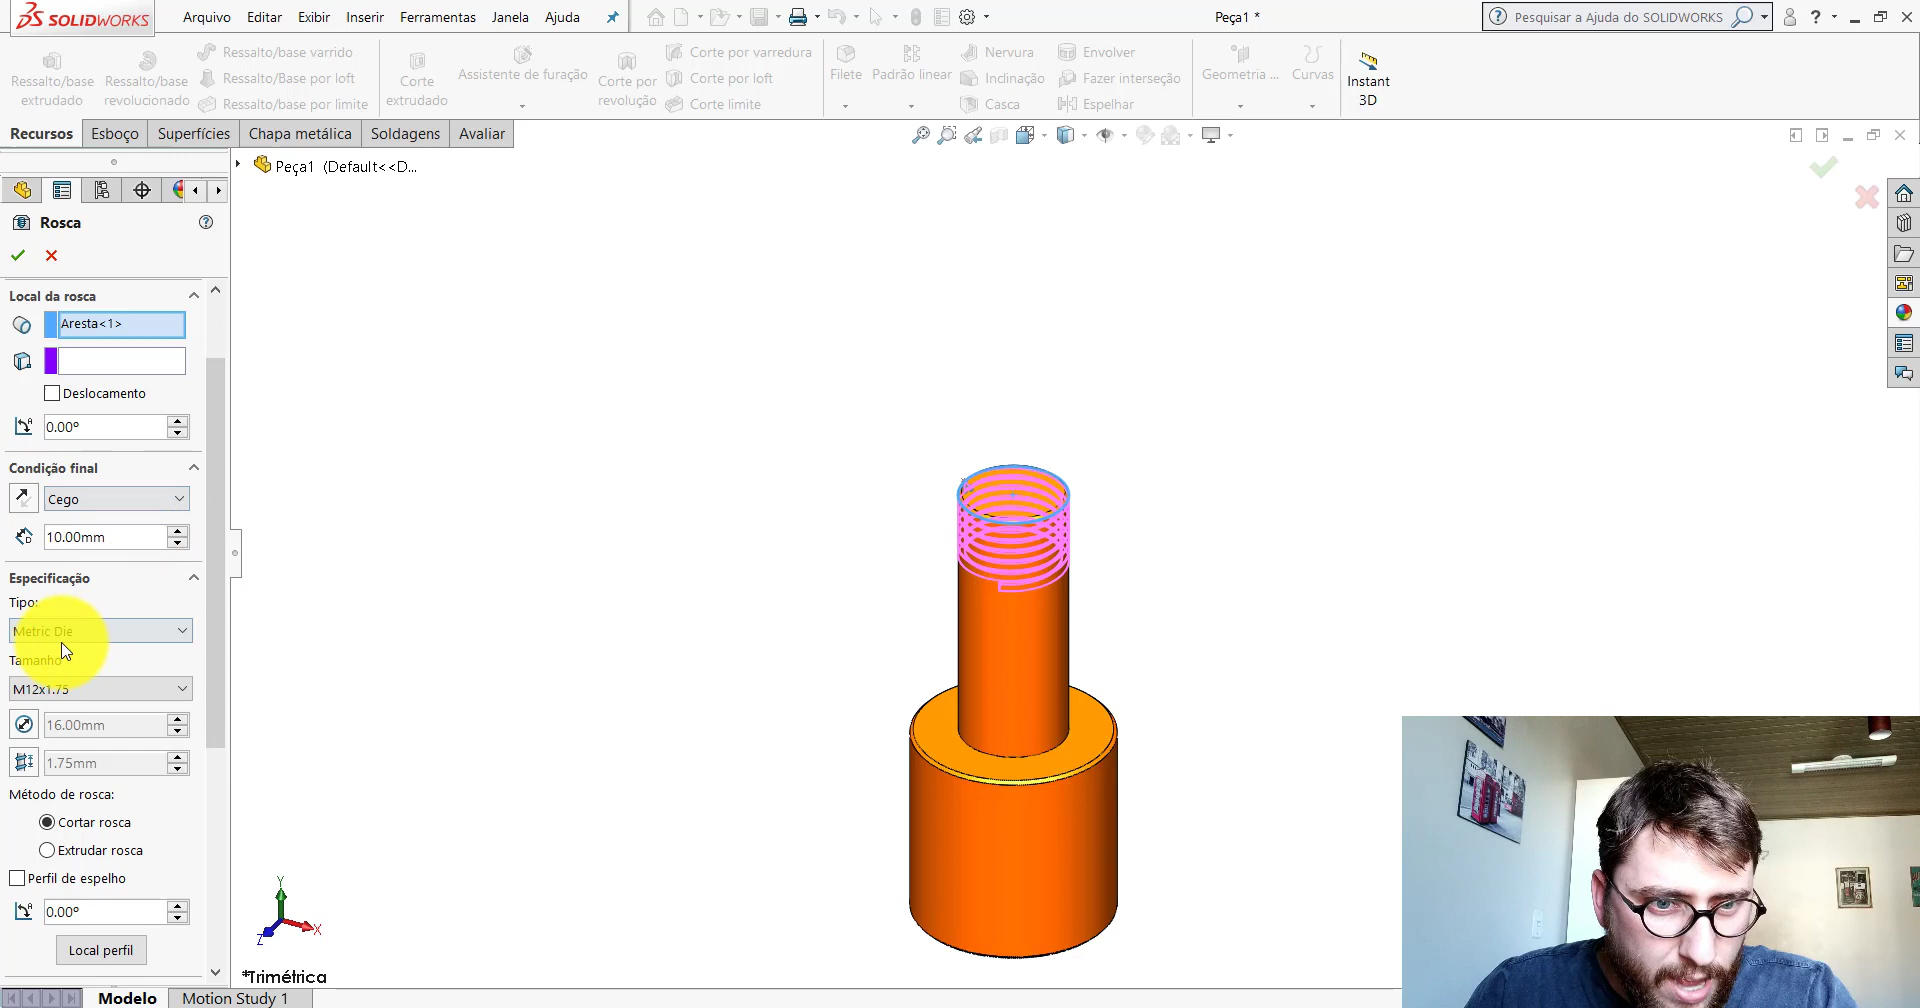 SOLIDWORKS
Arquivo Editar Exibir Inserir Ferramentas Janela Ajuda
Peça1 *
Pesquisar a Ajuda do SOLIDWORKS
Ressalto/base extrudado
Ressalto/base revolucionado
Ressalto/base varrido
Ressalto/Base por loft
Ressalto/Base por limite
Corte extrudado
Assistente de furação
Corte por revolução
Corte por varredura
Corte por loft
Corte limite
Filete
Padrão linear
Nervura
Inclinação
Casca
Envolver
Fazer interseção
Espelhar
Geometria ...
Curvas
Instant 3D
Recursos Esboço Superfícies Chapa metálica Soldagens Avaliar
Peça1 (Default<<D...
Rosca
Local da rosca
Aresta<1>
Deslocamento
0.00º
Condição final
Cego
10.00mm
Especificação
Tipo:
Metric Die
Tamanho
M12x1.75
16.00mm
1.75mm
Método de rosca:
Cortar rosca
Extrudar rosca
Perfil de espelho
0.00º
Local perfil
Y
X
Z
*Trimétrica
Modelo Motion Study 1